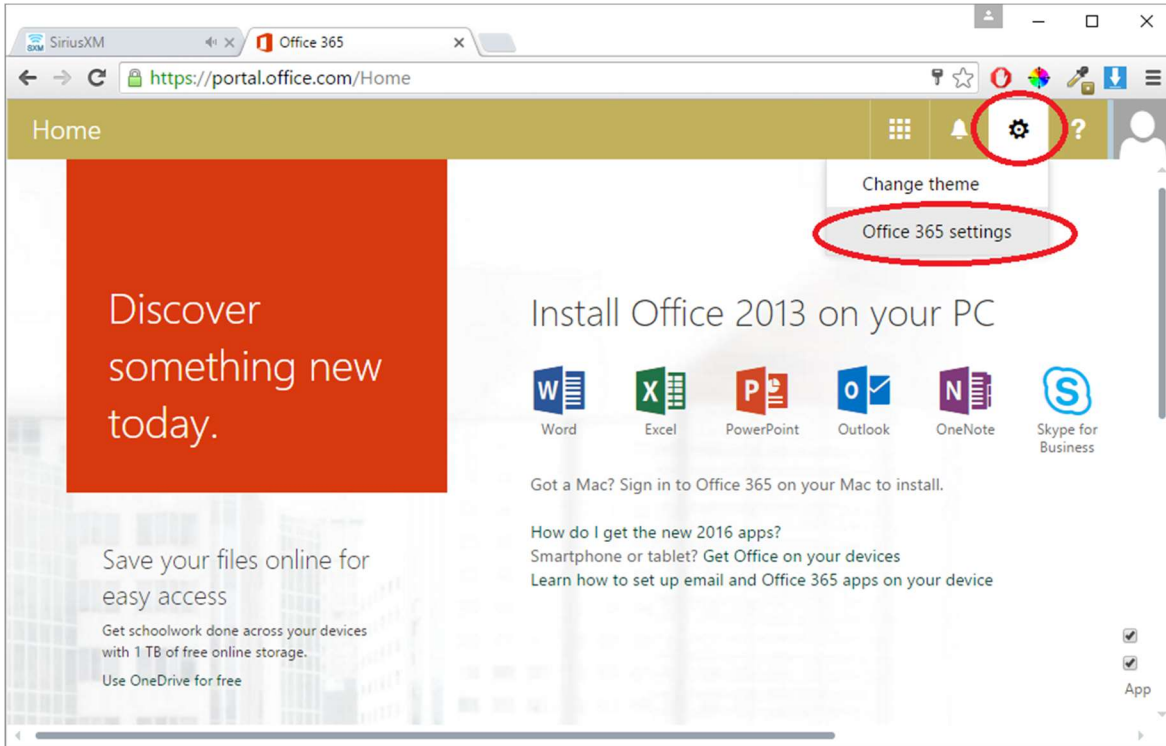 SiriusXM
Office 365
https://portal.office.com/Home
Home
?
Change theme
Office 365 settings
Discover
something new
today.
Install Office 2013 on your PC
Word Excel PowerPoint Outlook OneNote Skype for
Business
Got a Mac? Sign in to Office 365 on your Mac to install.
How do I get the new 2016 apps?
Smartphone or tablet? Get Office on your devices
Learn how to set up email and Office 365 apps on your device
Save your files online for
easy access
Get schoolwork done across your devices
with 1 TB of free online storage.
Use OneDrive for free
App